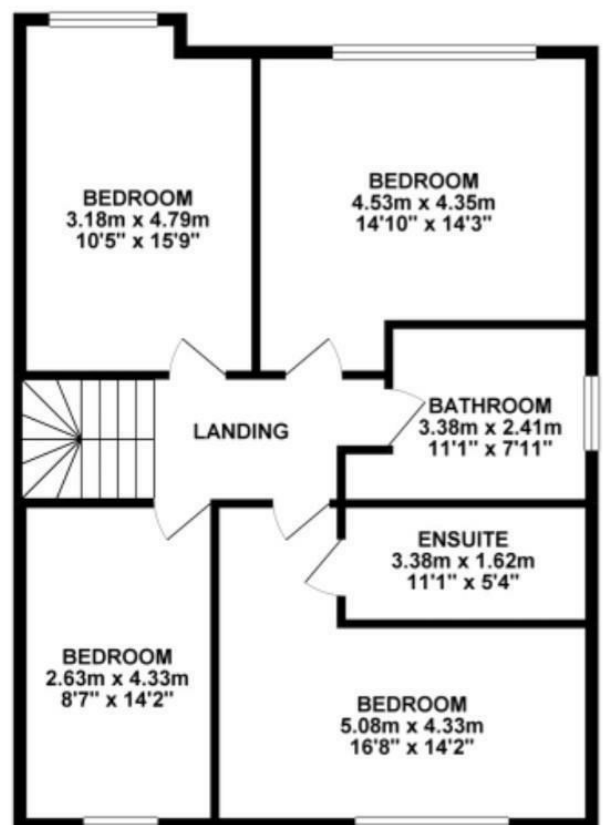 BEDROOM
3.18m x 4.79m
10'5" x 15'9"
BEDROOM
4.53m x 4.35m
14'10" x 14'3"
LANDING
BATHROOM
3.38m x 2.41m
11'1" x 7'11"
ENSUITE
3.38m x 1.62m
11'1" x 5'4"
BEDROOM
2.63m x 4.33m
8'7" x 14'2"
BEDROOM
5.08m x 4.33m
16'8" x 14'2"